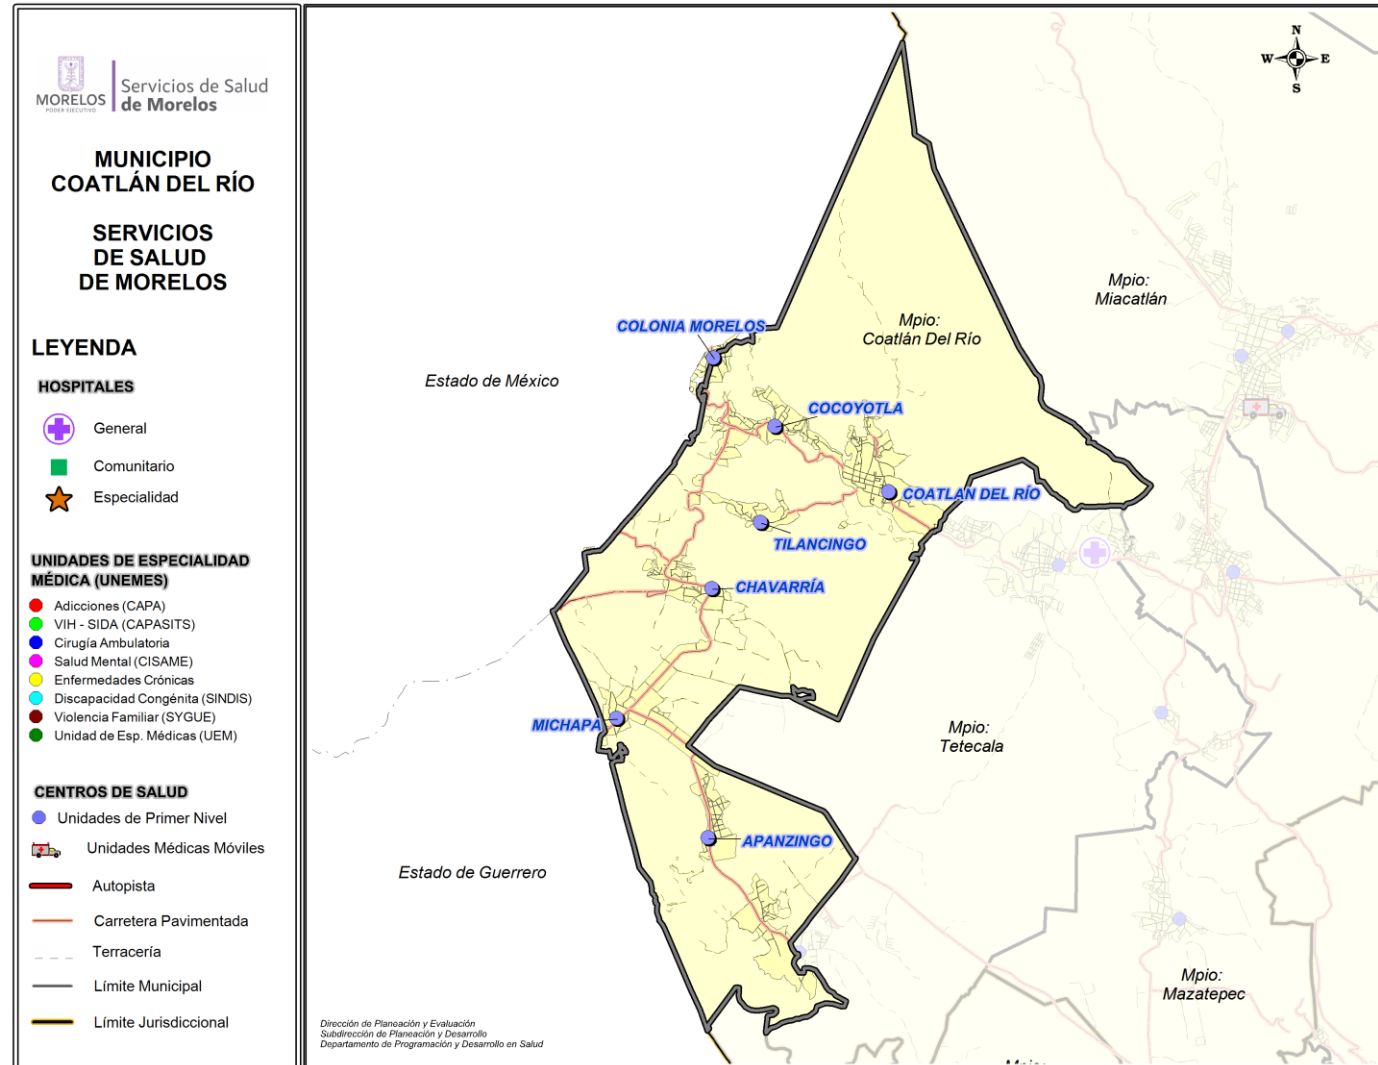 MORELOS
PODER EJECUTIVO
Servicios de Salud
de Morelos
MUNICIPIO
COATLÁN DEL RÍO
SERVICIOS
DE SALUD
DE MORELOS
LEYENDA
HOSPITALES
General
Comunitario
Especialidad
UNIDADES DE ESPECIALIDAD
MÉDICA (UNEMES)
Adicciones (CAPA)
VIH - SIDA (CAPASITS)
Cirugía Ambulatoria
Salud Mental (CISAME)
Enfermedades Crónicas
Discapacidad Congénita (SINDIS)
Violencia Familiar (SYGUE)
Unidad de Esp. Médicas (UEM)
CENTROS DE SALUD
Unidades de Primer Nivel
Unidades Médicas Móviles
Autopista
Carretera Pavimentada
Terracería
Límite Municipal
Límite Jurisdiccional
N
W
E
S
Mpio:
Miacatlán
Mpio:
Coatlán Del Río
COLONIA MORELOS
Estado de México
COCOYOTLA
COATLAN DEL RÍO
TILANCINGO
CHAVARRÍA
MICHAPA
Mpio:
Tetecala
APANZINGO
Estado de Guerrero
Mpio:
Mazatepec
Dirección de Planeación y Evaluación
Subdirección de Planeación y Desarrollo
Departamento de Programación y Desarrollo en Salud